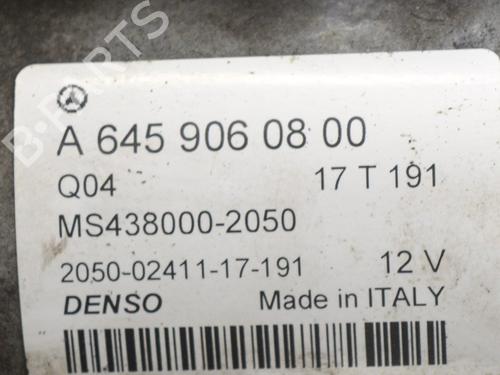 B-PARTS
A 645 906 08 00
Q04 17 T 191
MS438000-2050
2050-02411-17-191 12 V
DENSO Made in ITALY